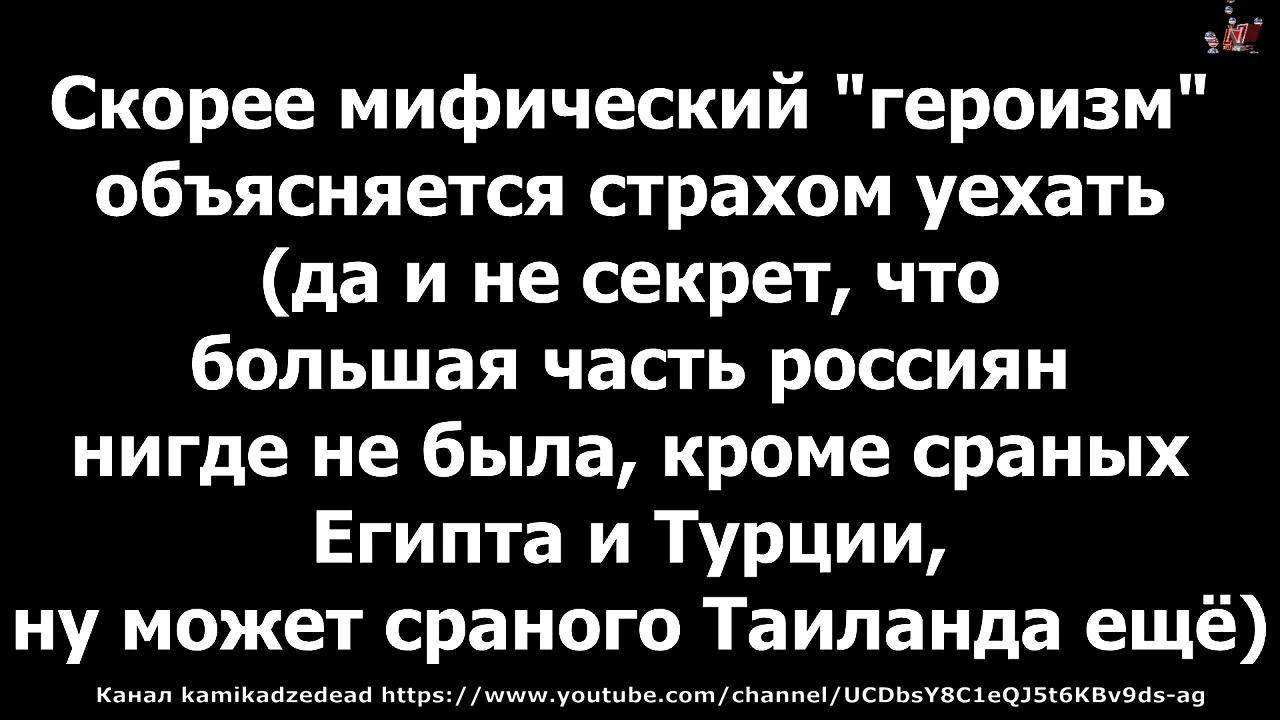 Скорее мифический "героизм"
объясняется страхом уехать
(да и не секрет, что
большая часть россиян
нигде не была, кроме сраных
Египта и Турции,
ну может сраного Таиланда ещё)
Канал kamikadzedead https://www.youtube.com/channel/UCDbsY8C1eQJ5t6KBv9ds-ag